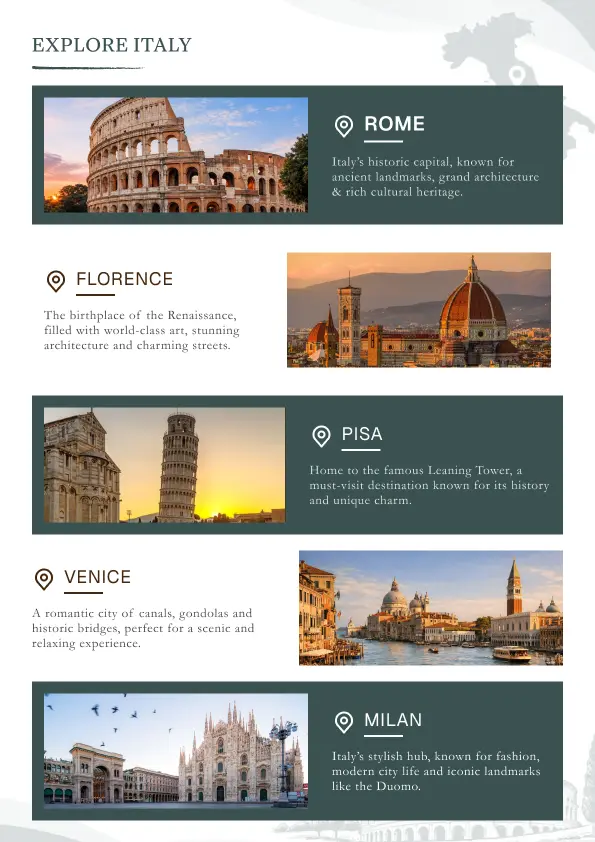 EXPLORE ITALY
ROME
Italy's historic capital, known for
ancient landmarks, grand architecture
& rich cultural heritage.
FLORENCE
The birthplace of the Renaissance,
filled with world-class art, stunning
architecture and charming streets.
PISA
Home to the famous Leaning Tower, a
must-visit destination known for its history
and unique charm.
VENICE
A romantic city of canals, gondolas and
historic bridges, perfect for a scenic and
relaxing experience.
MILAN
Italy's stylish hub, known for fashion,
modern city life and iconic landmarks
like the Duomo.